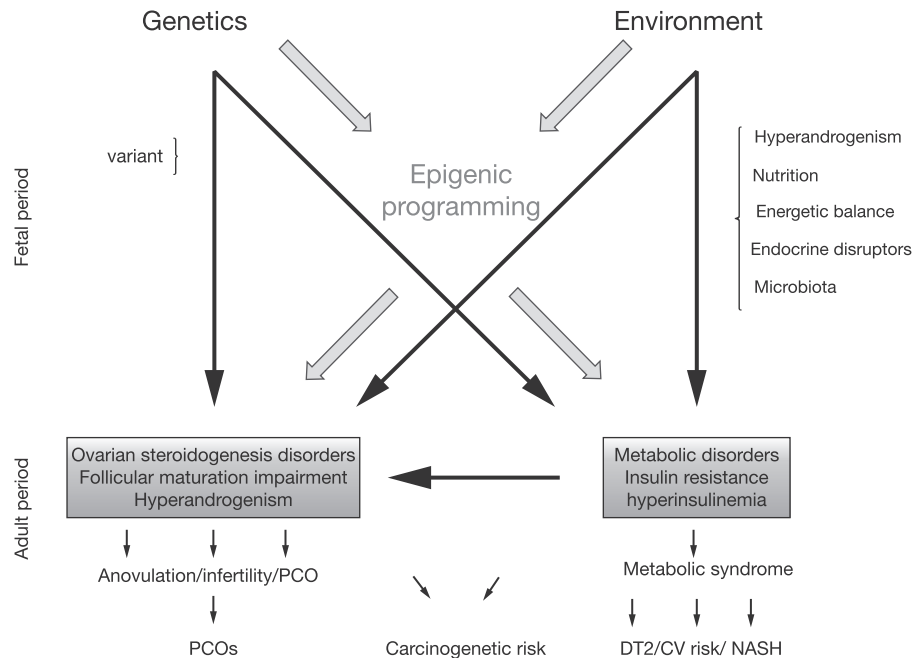 Genetics
Environment
variant
Hyperandrogenism
Nutrition
Energetic balance
Endocrine disruptors
Microbiota
Epigenic
programming
Fetal period
Adult period
Ovarian steroidogenesis disorders
Follicular maturation impairment
Hyperandrogenism
Metabolic disorders
Insulin resistance
hyperinsulinemia
Anovulation/infertility/PCO
Metabolic syndrome
PCOs
Carcinogenetic risk
DT2/CV risk/ NASH